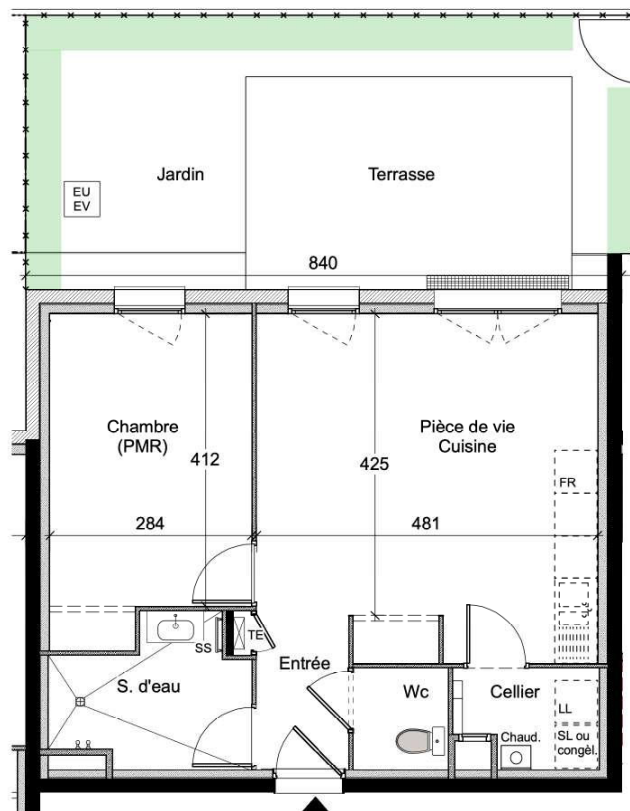 Jardin
Terrasse
EU
EV
840
Chambre
(PMR)
412
284
Pièce de vie
Cuisine
425
481
FR
SS
TE
Entrée
S. d'eau
Wc
Cellier
LL
Chaud.
SL ou
congèl.